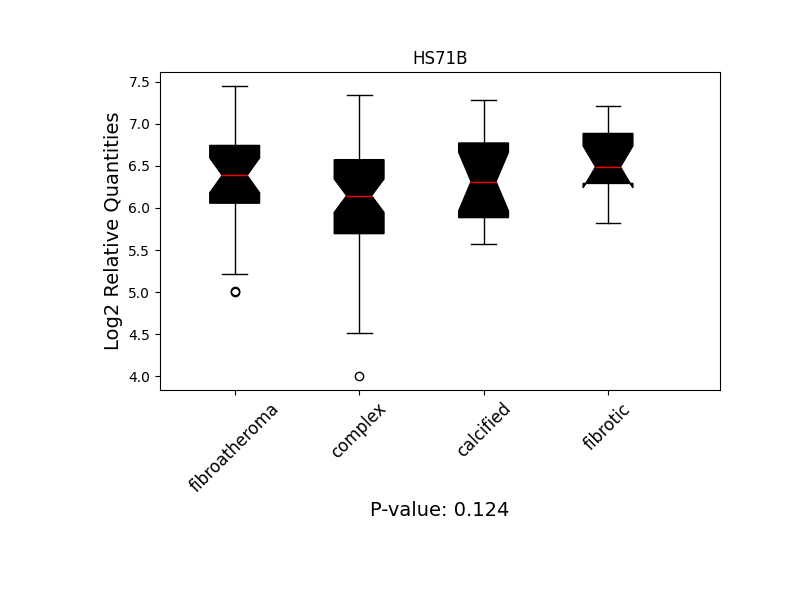 HS71B
Log2 Relative Quantities
7.5
7.0
6.5
6.0
5.5
5.0
4.5
4.0
fibroatheroma
complex
calcified
fibrotic
P-value: 0.124